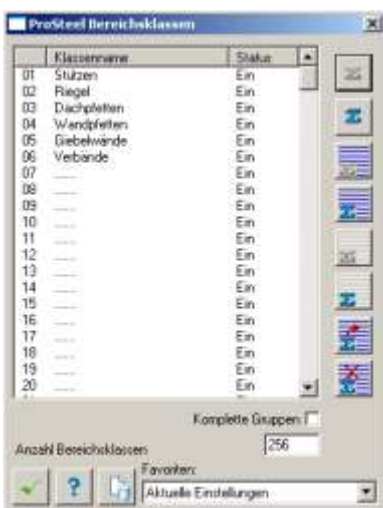 ProSteel Bereichsklassen
Klassenname Status
01 Stützen Ein
02 Riegel Ein
03 Dachpfetten Ein
04 Wandpfetten Ein
05 Giebelwände Ein
06 Verbände Ein
07 ...... Ein
08 ...... Ein
09 ...... Ein
10 ...... Ein
11 ...... Ein
12 ...... Ein
13 ...... Ein
14 ...... Ein
15 ...... Ein
16 ...... Ein
17 ...... Ein
18 ...... Ein
19 ...... Ein
20 ...... Ein
Komplette Gruppen:
Anzahl Bereichsklassen: 256
Favoriten:
Aktuelle Einstellungen